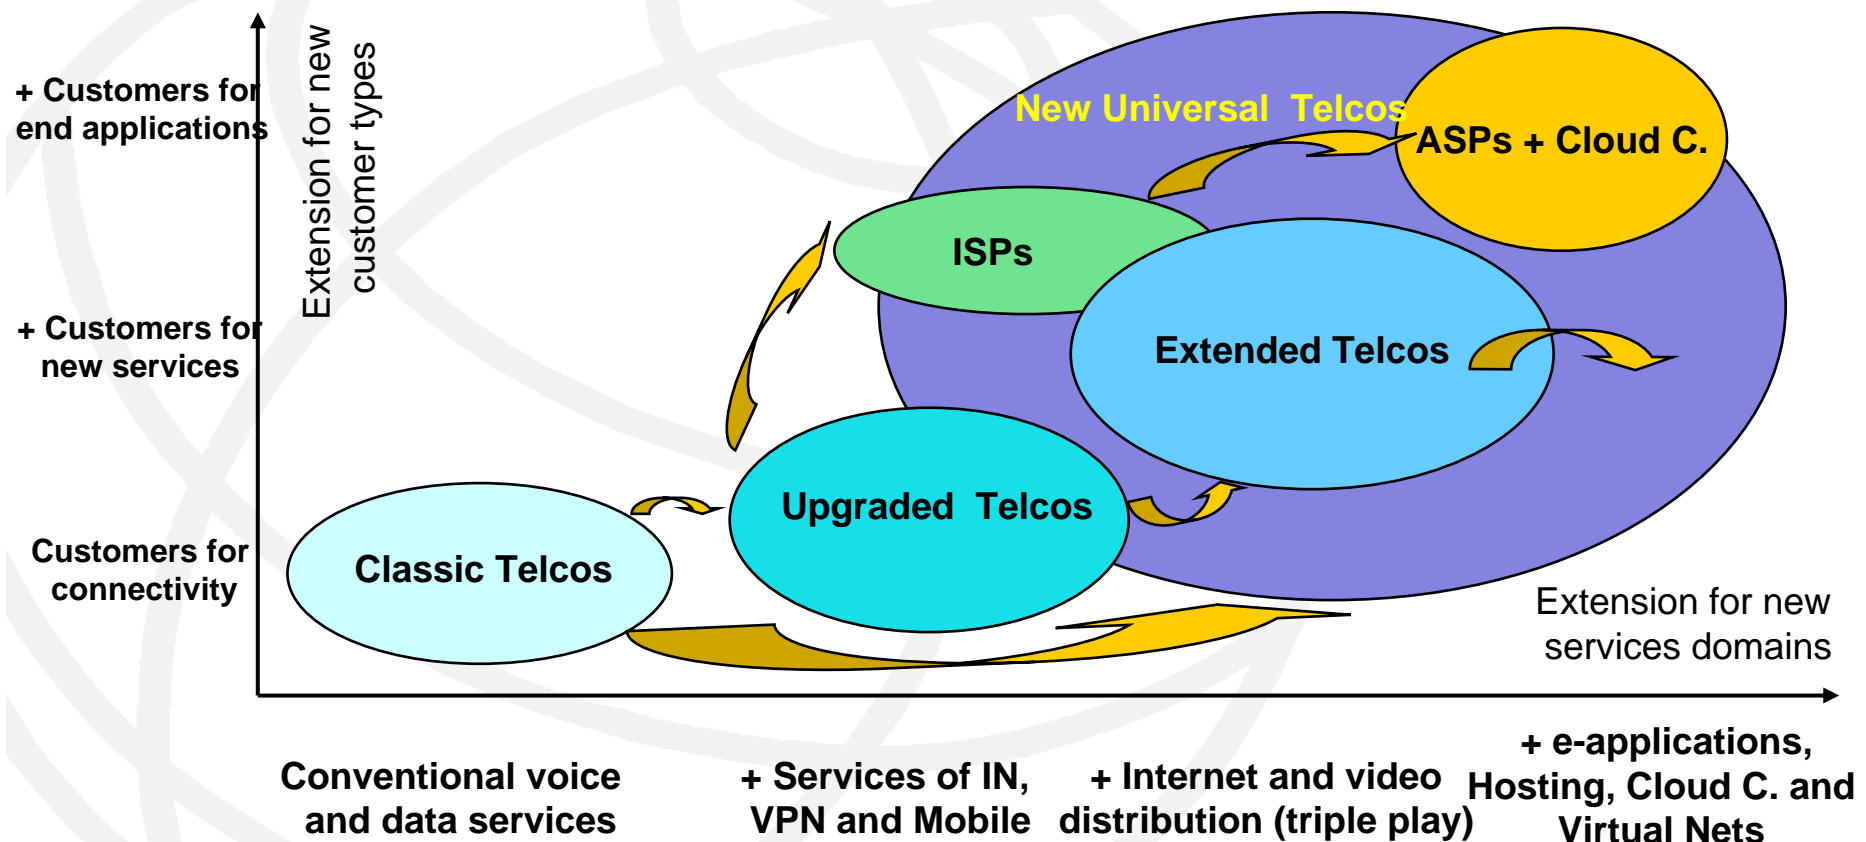 Extension for new
customer types
+ Customers for
end applications
+ Customers for
new services
Customers for
connectivity
New Universal  Telcos
ASPs + Cloud C.
ISPs
Extended Telcos
Upgraded  Telcos
Classic Telcos
Extension for new
services domains
Conventional voice
and data services
+ Services of IN,
VPN and Mobile
+ Internet and video
distribution (triple play)
+ e-applications,
Hosting, Cloud C. and
Virtual Nets